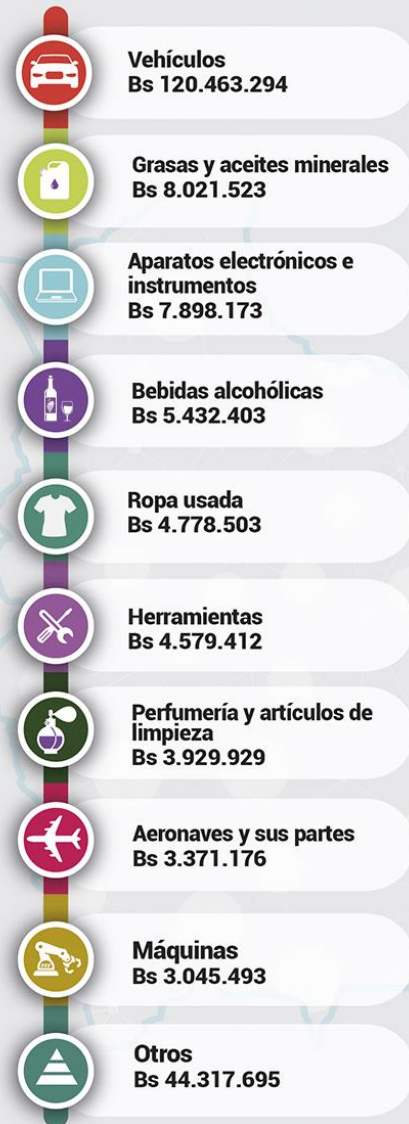 Vehículos
Bs 120.463.294
Grasas y aceites minerales
Bs 8.021.523
Aparatos electrónicos e
instrumentos
Bs 7.898.173
Bebidas alcohólicas
Bs 5.432.403
Ropa usada
Bs 4.778.503
Herramientas
Bs 4.579.412
Perfumería y artículos de
limpieza
Bs 3.929.929
Aeronaves y sus partes
Bs 3.371.176
Máquinas
Bs 3.045.493
Otros
Bs 44.317.695